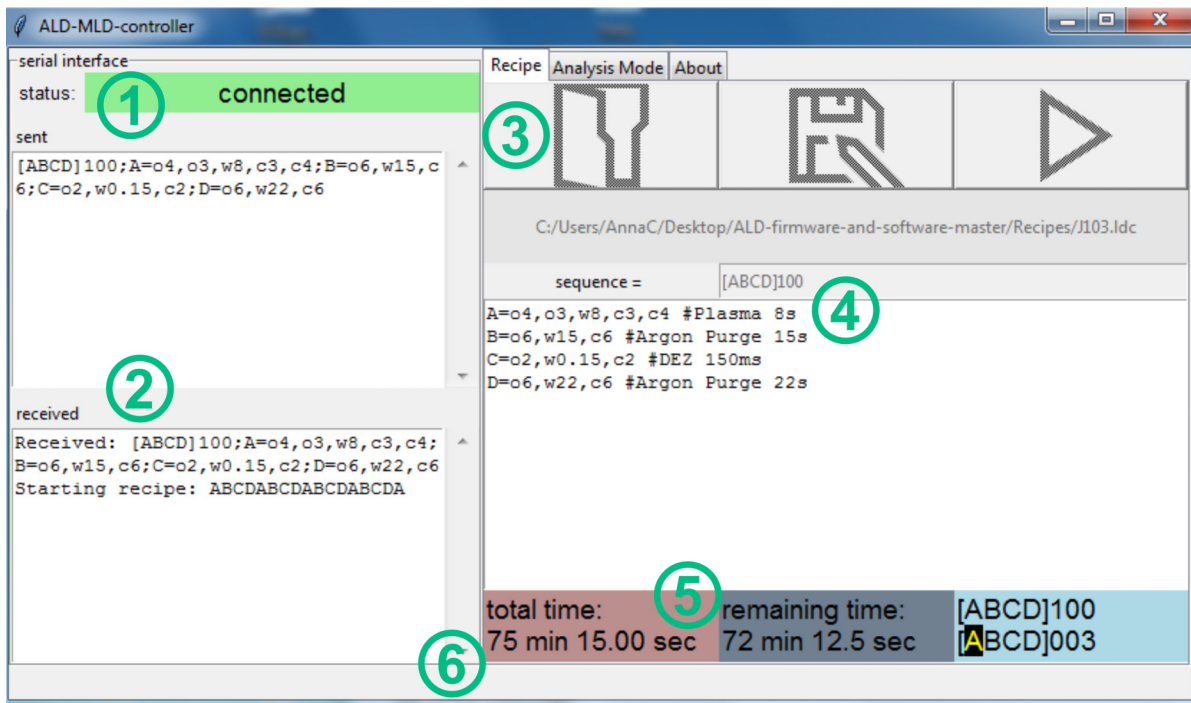 ALD-MLD-controller
serial interface
status: connected
1
sent
[ABCD]100;A=o4,o3,w8,c3,c4;B=o6,w15,c
6;C=o2,w0.15,c2;D=o6,w22,c6
2
received
Received: [ABCD]100;A=o4,o3,w8,c3,c4;
B=o6,w15,c6;C=o2,w0.15,c2;D=o6,w22,c6
Starting recipe: ABCDABCDABCDABCDA
Recipe Analysis Mode About
3
C:/Users/AnnaC/Desktop/ALD-firmware-and-software-master/Recipes/J103.ldc
sequence = [ABCD]100
4
A=o4,o3,w8,c3,c4 #Plasma 8s
B=o6,w15,c6 #Argon Purge 15s
C=o2,w0.15,c2 #DEZ 150ms
D=o6,w22,c6 #Argon Purge 22s
5
total time: remaining time: [ABCD]100
75 min 15.00 sec 72 min 12.5 sec [ABCD]003
6